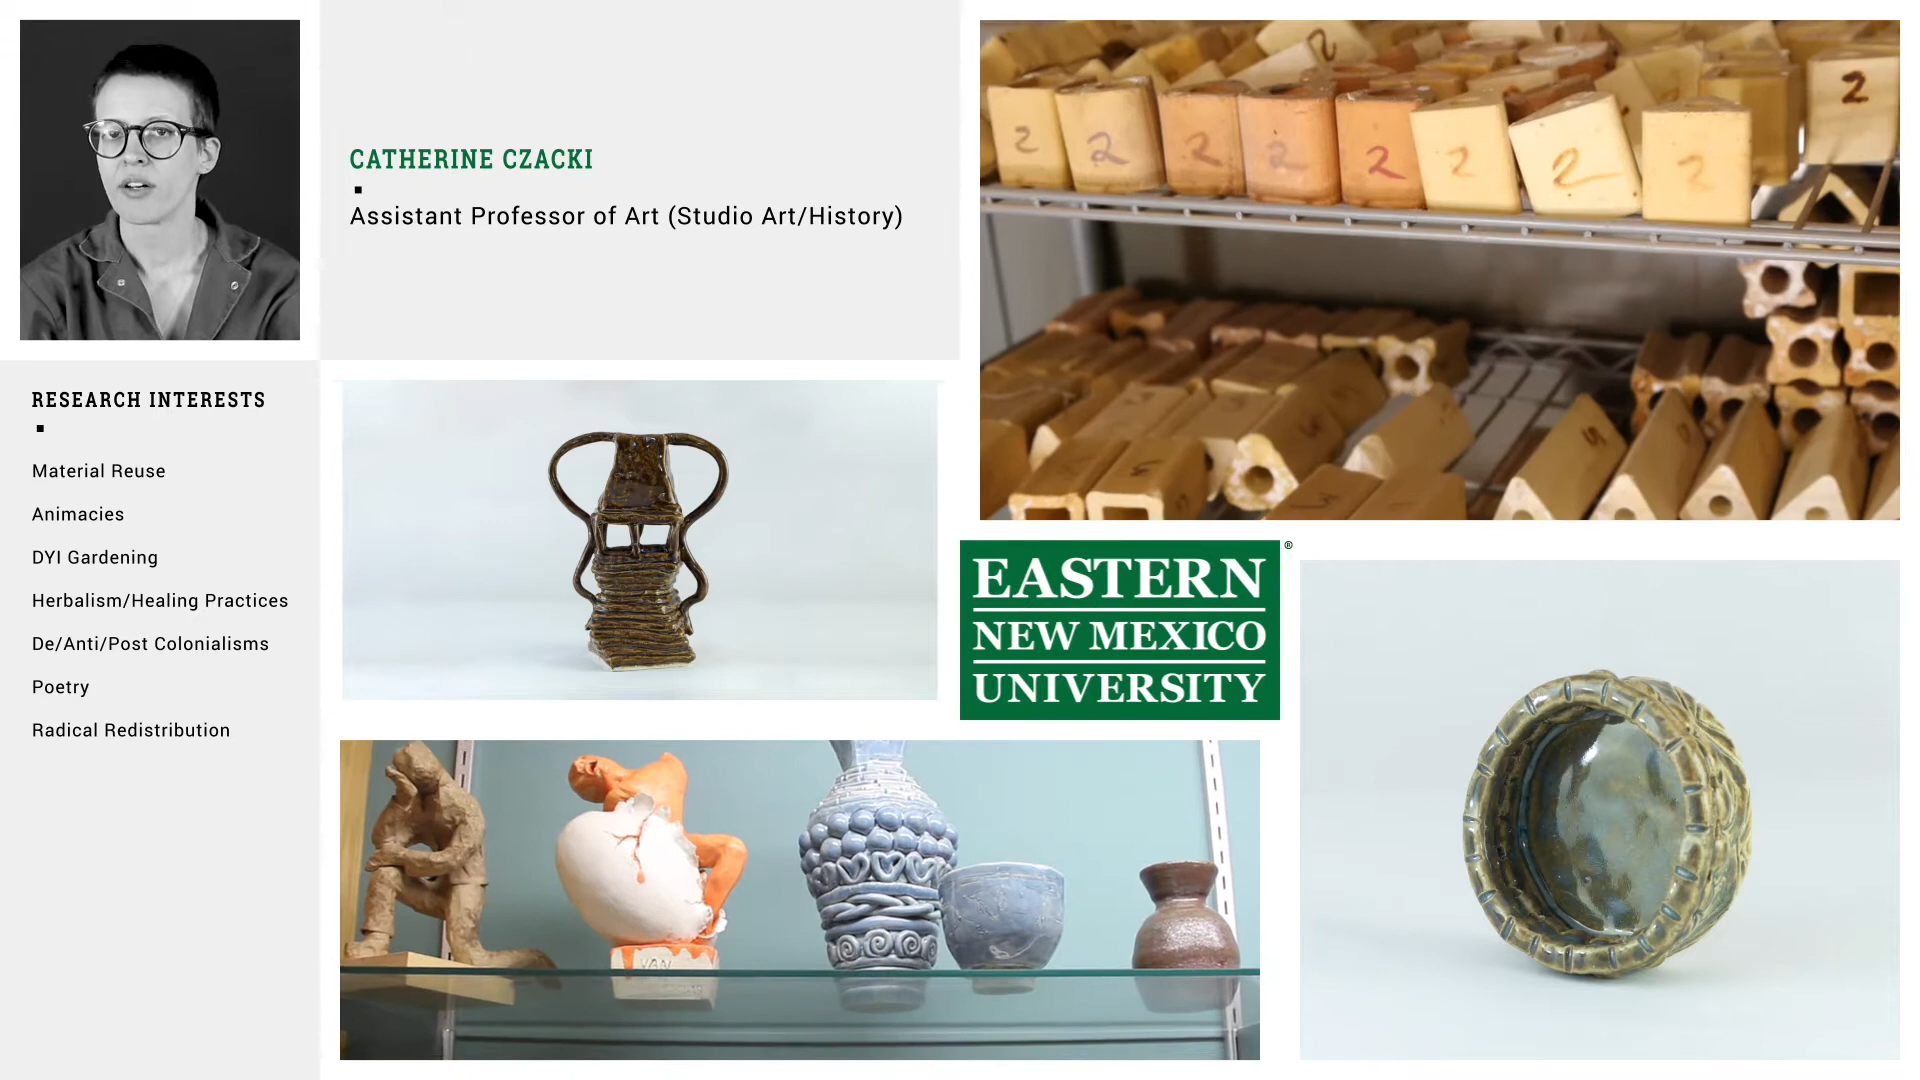 CATHERINE CZACKI
Assistant Professor of Art (Studio Art/History)
RESEARCH INTERESTS
Material Reuse
Animacies
DYI Gardening
Herbalism/Healing Practices
De/Anti/Post Colonialisms
Poetry
Radical Redistribution
2 2 2 2 2 2 2 2
2
2
EASTERN ®
NEW MEXICO
UNIVERSITY
VAN